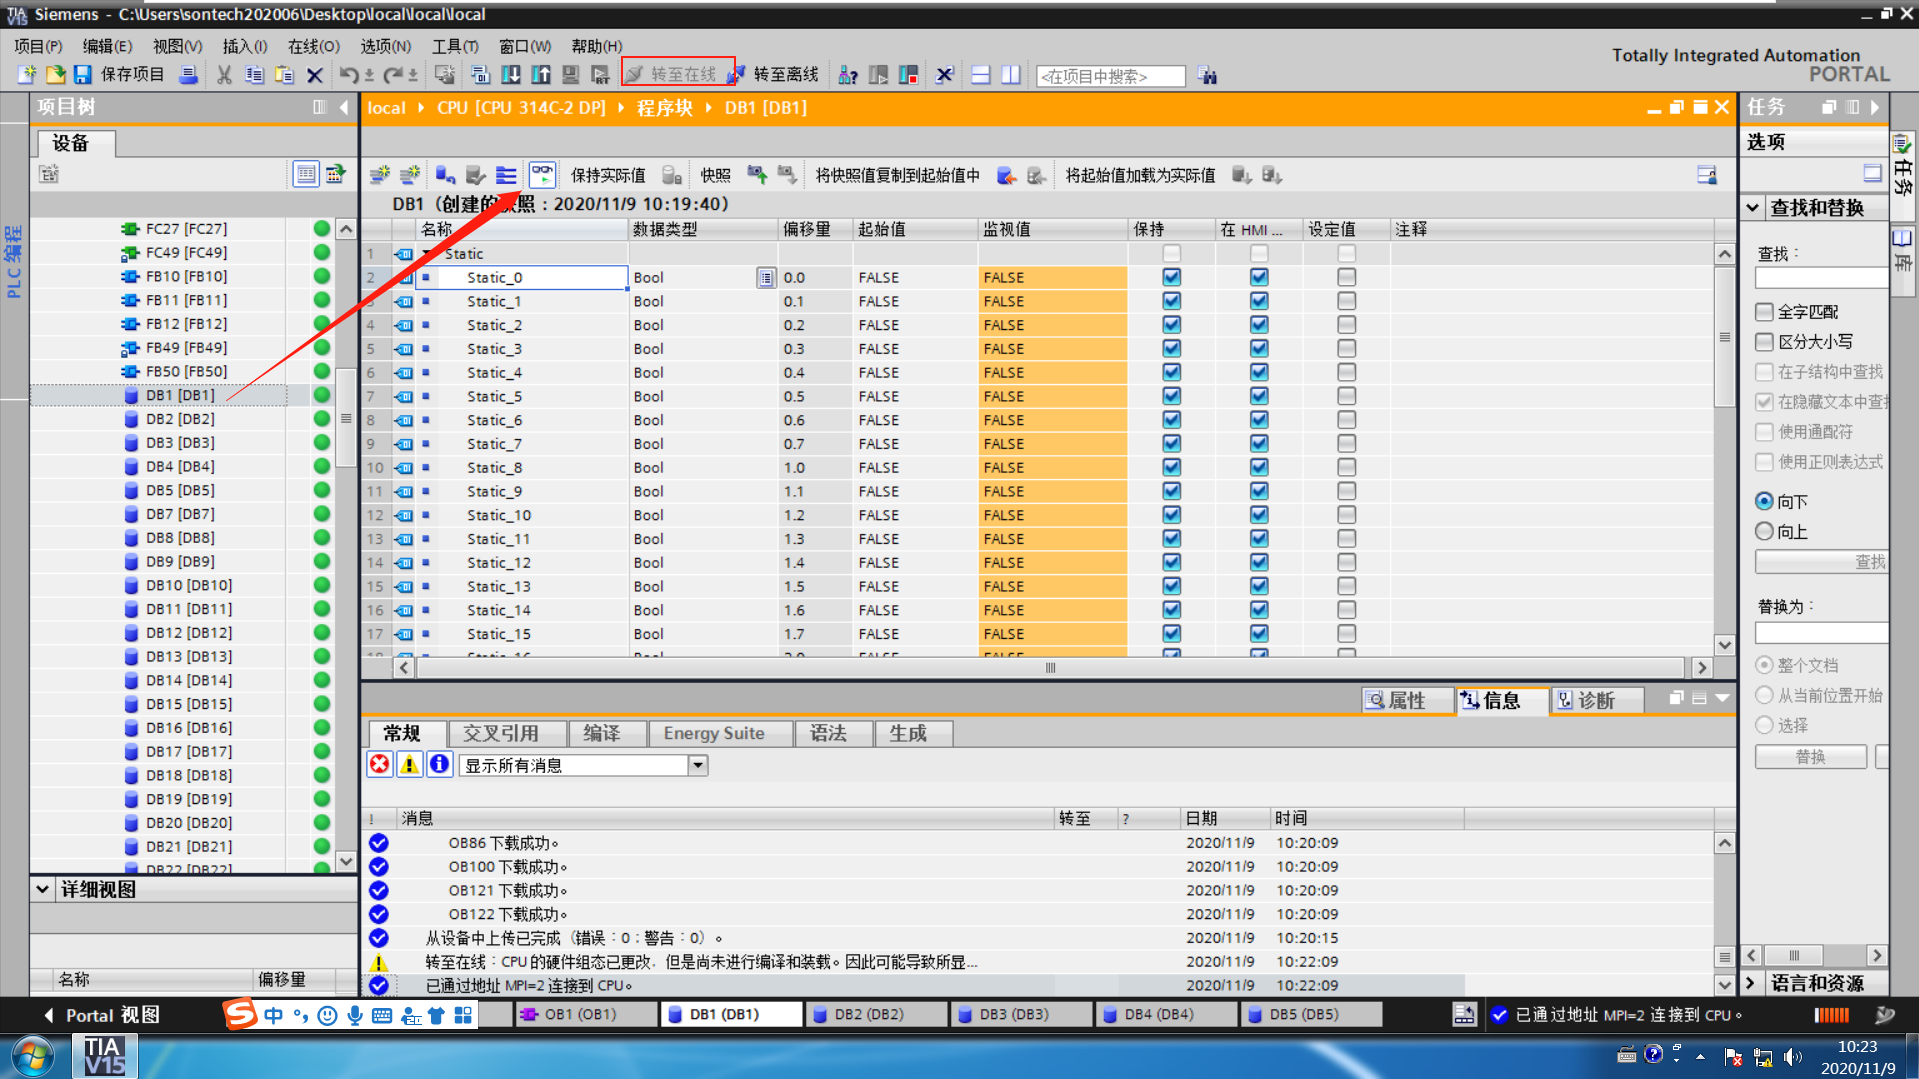 Siemens - C:\Users\sontech202006\Desktop\local\local\local
项目(P) 编辑(E) 视图(V) 插入(I) 在线(O) 选项(N) 工具(T) 窗口(W) 帮助(H)
保存项目 转至在线 转至离线 <在项目中搜索>
Totally Integrated Automation
PORTAL
项目树
设备
PLC 编程
FC27 [FC27]
FC49 [FC49]
FB10 [FB10]
FB11 [FB11]
FB12 [FB12]
FB49 [FB49]
FB50 [FB50]
DB1 [DB1]
DB2 [DB2]
DB3 [DB3]
DB4 [DB4]
DB5 [DB5]
DB7 [DB7]
DB8 [DB8]
DB9 [DB9]
DB10 [DB10]
DB11 [DB11]
DB12 [DB12]
DB13 [DB13]
DB14 [DB14]
DB15 [DB15]
DB16 [DB16]
DB17 [DB17]
DB18 [DB18]
DB19 [DB19]
DB20 [DB20]
DB21 [DB21]
DB22 [DB22]
详细视图
名称 偏移量
local CPU [CPU 314C-2 DP] 程序块 DB1 [DB1]
保持实际值 快照 将快照值复制到起始值中 将起始值加载为实际值
DB1（创建的快照：2020/11/9 10:19:40）
名称 数据类型 偏移量 起始值 监视值 保持 在 HMI ... 设定值 注释
1 Static
2 Static_0 Bool 0.0 FALSE FALSE
3 Static_1 Bool 0.1 FALSE FALSE
4 Static_2 Bool 0.2 FALSE FALSE
5 Static_3 Bool 0.3 FALSE FALSE
6 Static_4 Bool 0.4 FALSE FALSE
7 Static_5 Bool 0.5 FALSE FALSE
8 Static_6 Bool 0.6 FALSE FALSE
9 Static_7 Bool 0.7 FALSE FALSE
10 Static_8 Bool 1.0 FALSE FALSE
11 Static_9 Bool 1.1 FALSE FALSE
12 Static_10 Bool 1.2 FALSE FALSE
13 Static_11 Bool 1.3 FALSE FALSE
14 Static_12 Bool 1.4 FALSE FALSE
15 Static_13 Bool 1.5 FALSE FALSE
16 Static_14 Bool 1.6 FALSE FALSE
17 Static_15 Bool 1.7 FALSE FALSE
18 Static_16 Bool 2.0 FALSE FALSE
属性 信息 诊断
常规 交叉引用 编译 Energy Suite 语法 生成
显示所有消息
! 消息 转至 ? 日期 时间
OB86 下载成功。 2020/11/9 10:20:09
OB100 下载成功。 2020/11/9 10:20:09
OB121 下载成功。 2020/11/9 10:20:09
OB122 下载成功。 2020/11/9 10:20:09
从设备中上传已完成（错误：0；警告：0）。 2020/11/9 10:20:15
转至在线：CPU 的硬件组态已更改，但是尚未进行编译和装载。因此可能导致所显... 2020/11/9 10:22:09
已通过地址 MPI=2 连接到 CPU。 2020/11/9 10:22:09
任务
选项
查找和替换
查找：
全字匹配
区分大小写
在子结构中查找
在隐藏文本中查
使用通配符
使用正则表达式
向下
向上
查找
替换为：
整个文档
从当前位置开始
选择
替换
语言和资源
任务
库
Portal 视图
中
OB1 (OB1) DB1 (DB1) DB2 (DB2) DB3 (DB3) DB4 (DB4) DB5 (DB5)
已通过地址 MPI=2 连接到 CPU。
TIA V15
10:23
2020/11/9